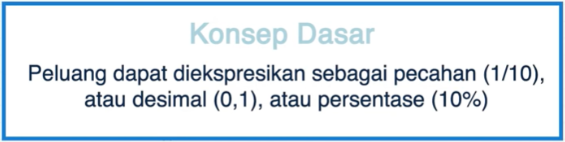 Konsep Dasar
Peluang dapat diekspresikan sebagai pecahan (1/10),
atau desimal (0,1), atau persentase (10%)